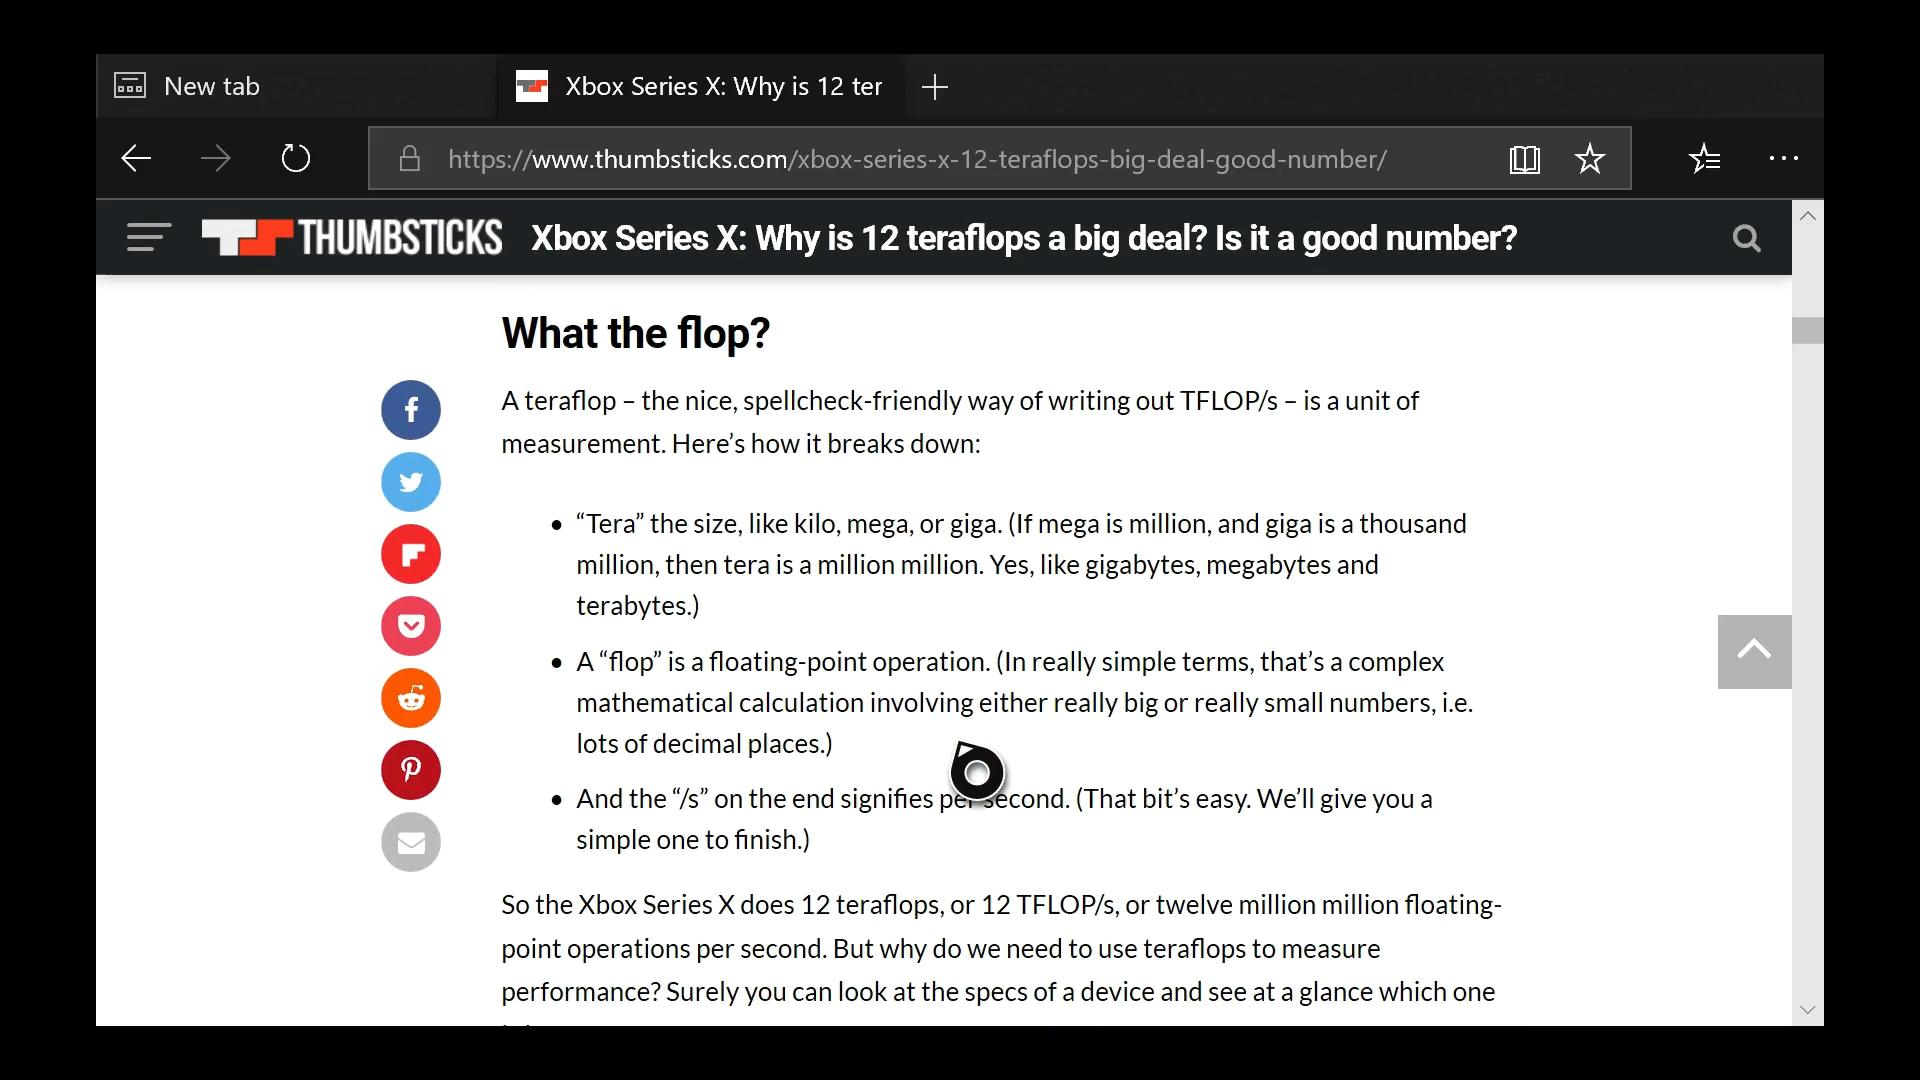 New tab
Xbox Series X: Why is 12 ter
https://www.thumbsticks.com/xbox-series-x-12-teraflops-big-deal-good-number/
THUMBSTICKS Xbox Series X: Why is 12 teraflops a big deal? Is it a good number?
What the flop?
A teraflop – the nice, spellcheck-friendly way of writing out TFLOP/s – is a unit of
measurement. Here’s how it breaks down:
• “Tera” the size, like kilo, mega, or giga. (If mega is million, and giga is a thousand
million, then tera is a million million. Yes, like gigabytes, megabytes and
terabytes.)
• A “flop” is a floating-point operation. (In really simple terms, that’s a complex
mathematical calculation involving either really big or really small numbers, i.e.
lots of decimal places.)
• And the “/s” on the end signifies per second. (That bit’s easy. We’ll give you a
simple one to finish.)
So the Xbox Series X does 12 teraflops, or 12 TFLOP/s, or twelve million million floating-
point operations per second. But why do we need to use teraflops to measure
performance? Surely you can look at the specs of a device and see at a glance which one